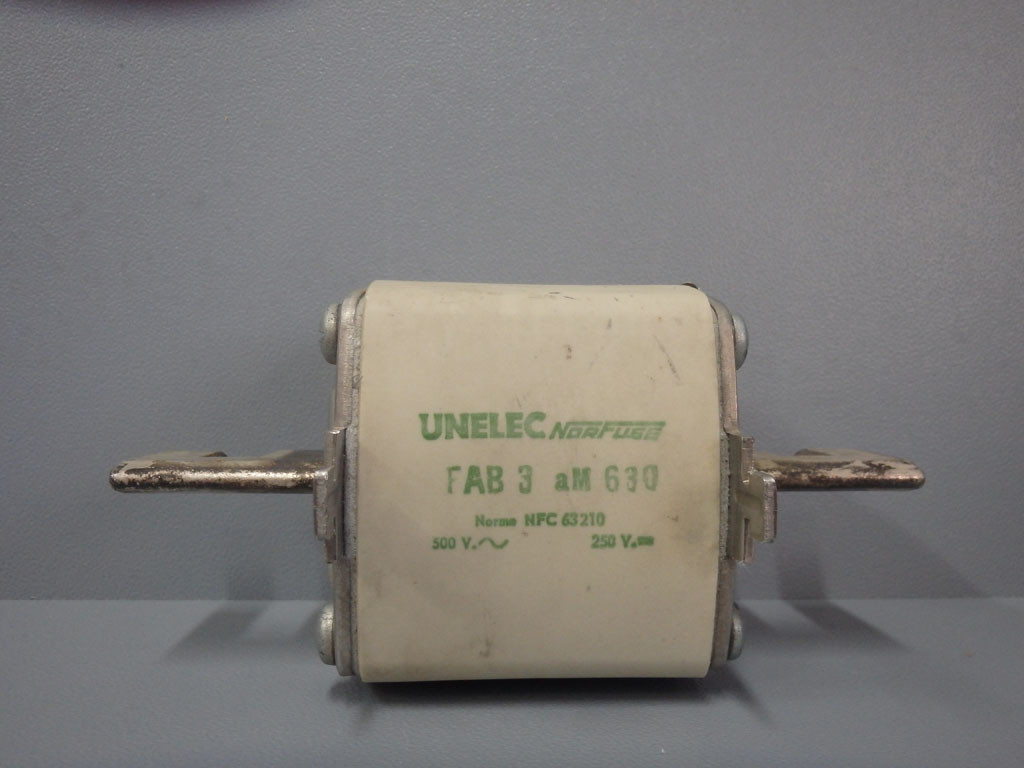 UNELEC NORFUSE
FAB 3 aM 630
Norme NFC 63210
500 V.~ 250 V.⎓